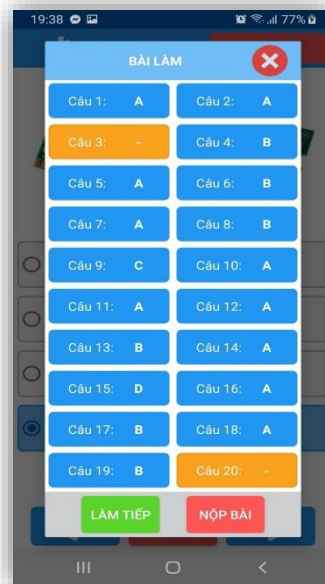 19:38 77%
BÀI LÀM
Câu 1: A Câu 2: A
Câu 3: - Câu 4: B
Câu 5: A Câu 6: B
Câu 7: A Câu 8: B
Câu 9: C Câu 10: A
Câu 11: A Câu 12: A
Câu 13: B Câu 14: A
Câu 15: D Câu 16: A
Câu 17: B Câu 18: A
Câu 19: B Câu 20: -
LÀM TIẾP NỘP BÀI